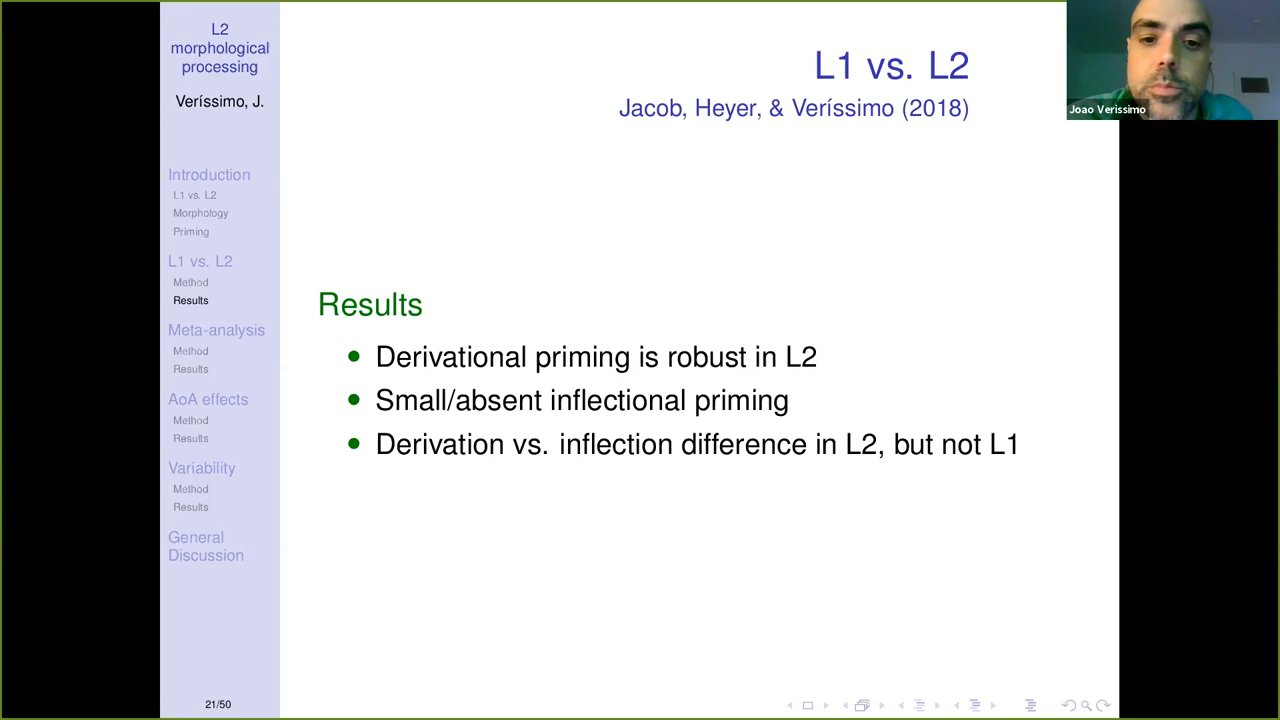 L2
morphological
processing
Veríssimo, J.
Introduction
L1 vs. L2
Morphology
Priming
L1 vs. L2
Method
Results
Meta-analysis
Method
Results
AoA effects
Method
Results
Variability
Method
Results
General
Discussion
21/50
L1 vs. L2
Jacob, Heyer, & Veríssimo (2018)
Results
• Derivational priming is robust in L2
• Small/absent inflectional priming
• Derivation vs. inflection difference in L2, but not L1
Joao Verissimo